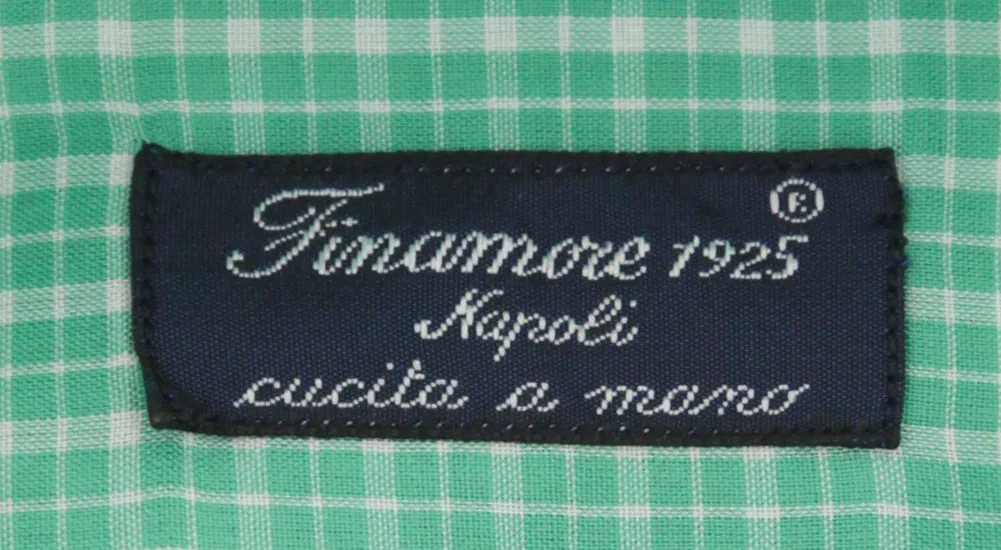 Finamore 1925 ®
Napoli
cucita a mano